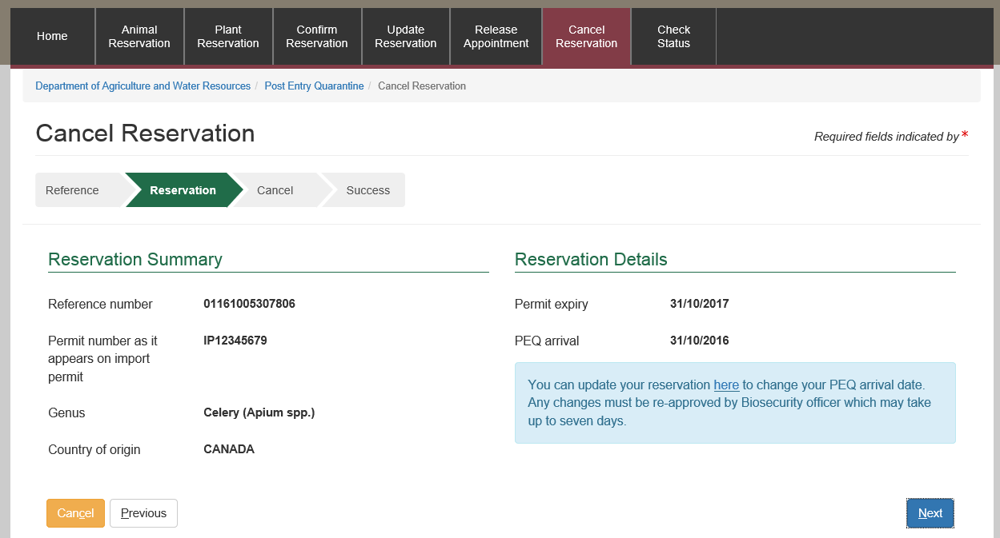 Home
Animal Reservation
Plant Reservation
Confirm Reservation
Update Reservation
Release Appointment
Cancel Reservation
Check Status
Department of Agriculture and Water Resources / Post Entry Quarantine / Cancel Reservation
Cancel Reservation
Required fields indicated by *
Reference
Reservation
Cancel
Success
Reservation Summary
Reference number 01161005307806
Permit number as it IP12345679
appears on import
permit
Genus Celery (Apium spp.)
Country of origin CANADA
Reservation Details
Permit expiry 31/10/2017
PEQ arrival 31/10/2016
You can update your reservation here to change your PEQ arrival date.
Any changes must be re-approved by Biosecurity officer which may take
up to seven days.
Cancel
Previous
Next